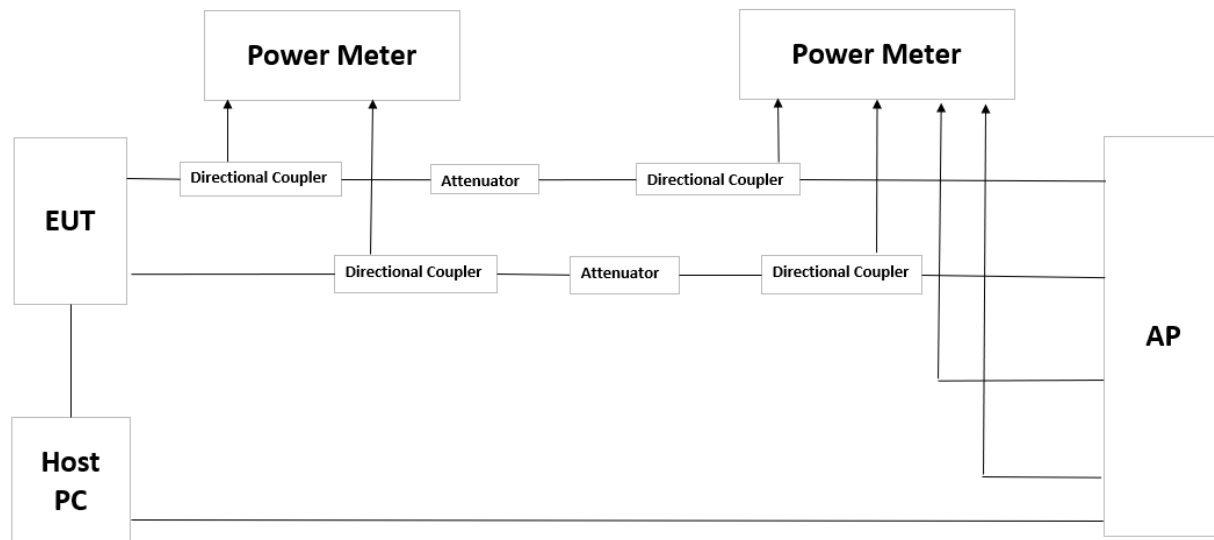 Power Meter
Power Meter
Directional Coupler
Attenuator
Directional Coupler
EUT
Directional Coupler
Attenuator
Directional Coupler
AP
Host
PC